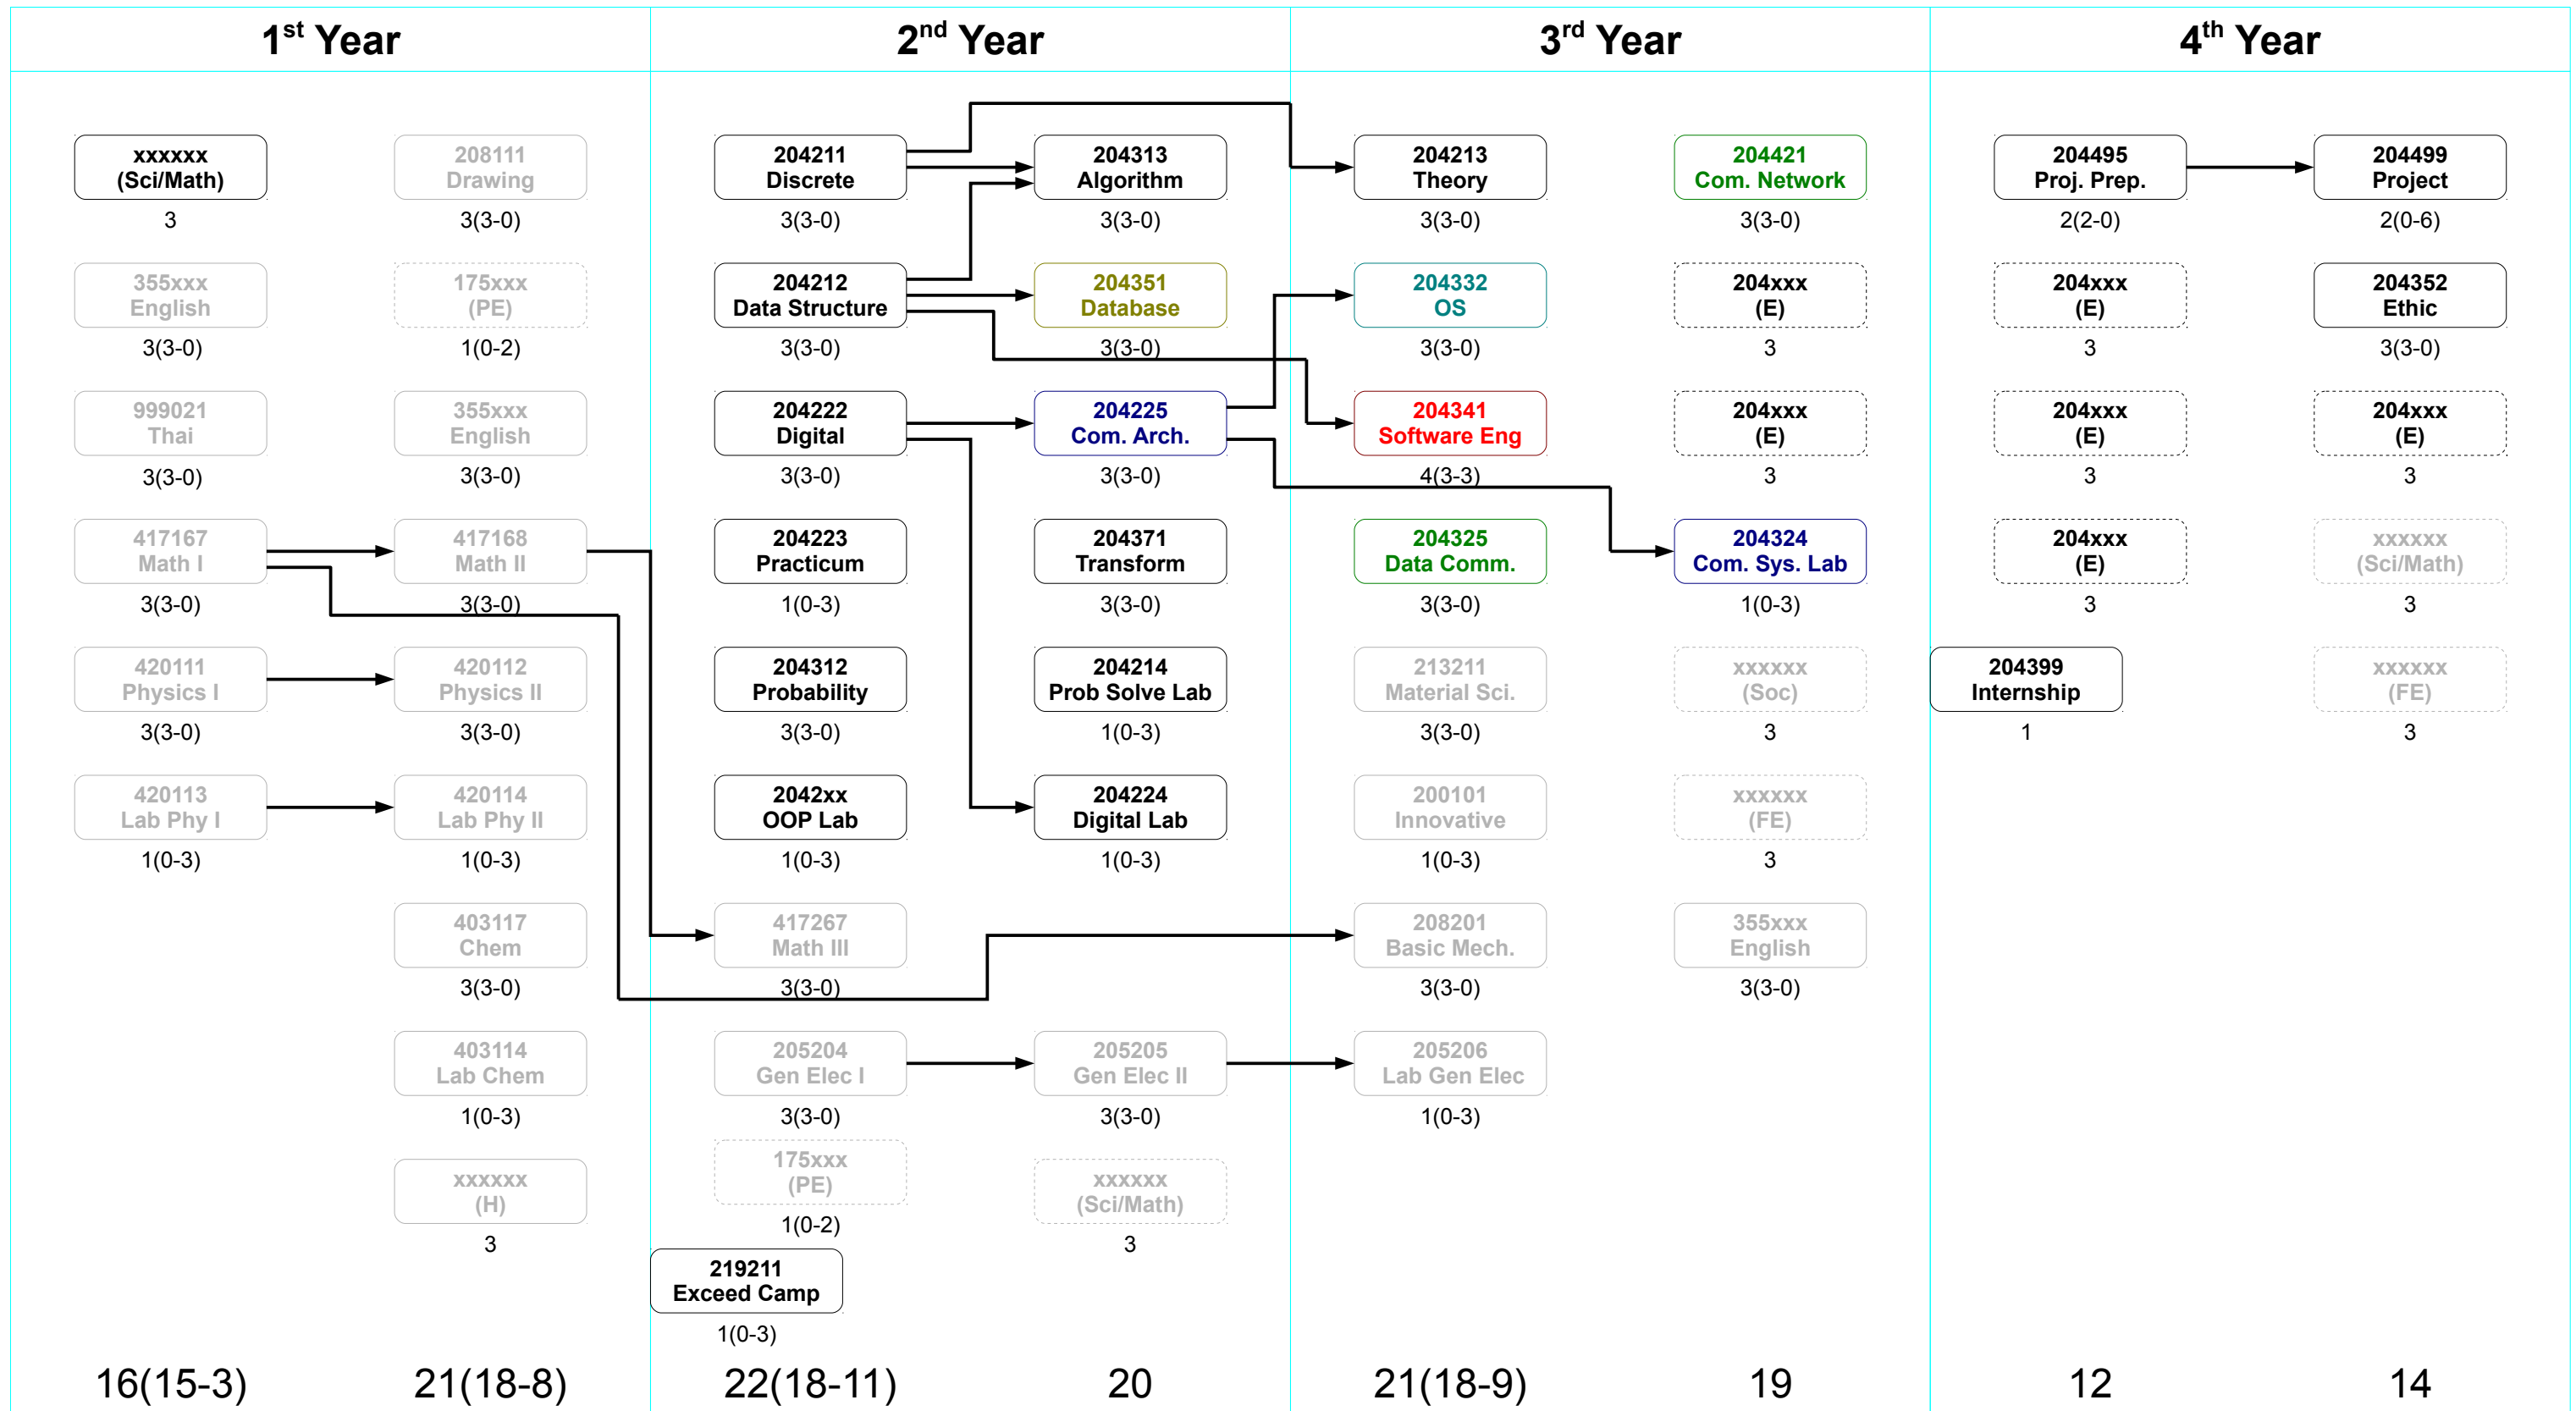 1st Year
2nd Year
3rd Year
4th Year
xxxxxx
(Sci/Math)
3
355xxx
English
3(3-0)
999021
Thai
3(3-0)
417167
Math I
3(3-0)
420111
Physics I
3(3-0)
420113
Lab Phy I
1(0-3)
16(15-3)
208111
Drawing
3(3-0)
175xxx
(PE)
1(0-2)
355xxx
English
3(3-0)
417168
Math II
3(3-0)
420112
Physics II
3(3-0)
420114
Lab Phy II
1(0-3)
403117
Chem
3(3-0)
403114
Lab Chem
1(0-3)
xxxxxx
(H)
3
21(18-8)
204211
Discrete
3(3-0)
204212
Data Structure
3(3-0)
204222
Digital
3(3-0)
204223
Practicum
1(0-3)
204312
Probability
3(3-0)
2042xx
OOP Lab
1(0-3)
417267
Math III
3(3-0)
205204
Gen Elec I
3(3-0)
175xxx
(PE)
1(0-2)
219211
Exceed Camp
1(0-3)
22(18-11)
204313
Algorithm
3(3-0)
204351
Database
3(3-0)
204225
Com. Arch.
3(3-0)
204371
Transform
3(3-0)
204214
Prob Solve Lab
1(0-3)
204224
Digital Lab
1(0-3)
205205
Gen Elec II
3(3-0)
xxxxxx
(Sci/Math)
3
20
204213
Theory
3(3-0)
204332
OS
3(3-0)
204341
Software Eng
4(3-3)
204325
Data Comm.
3(3-0)
213211
Material Sci.
3(3-0)
200101
Innovative
1(0-3)
208201
Basic Mech.
3(3-0)
205206
Lab Gen Elec
1(0-3)
21(18-9)
204421
Com. Network
3(3-0)
204xxx
(E)
3
204xxx
(E)
3
204324
Com. Sys. Lab
1(0-3)
xxxxxx
(Soc)
3
xxxxxx
(FE)
3
355xxx
English
3(3-0)
19
204495
Proj. Prep.
2(2-0)
204xxx
(E)
3
204xxx
(E)
3
204xxx
(E)
3
204399
Internship
1
12
204499
Project
2(0-6)
204352
Ethic
3(3-0)
204xxx
(E)
3
xxxxxx
(Sci/Math)
3
xxxxxx
(FE)
3
14